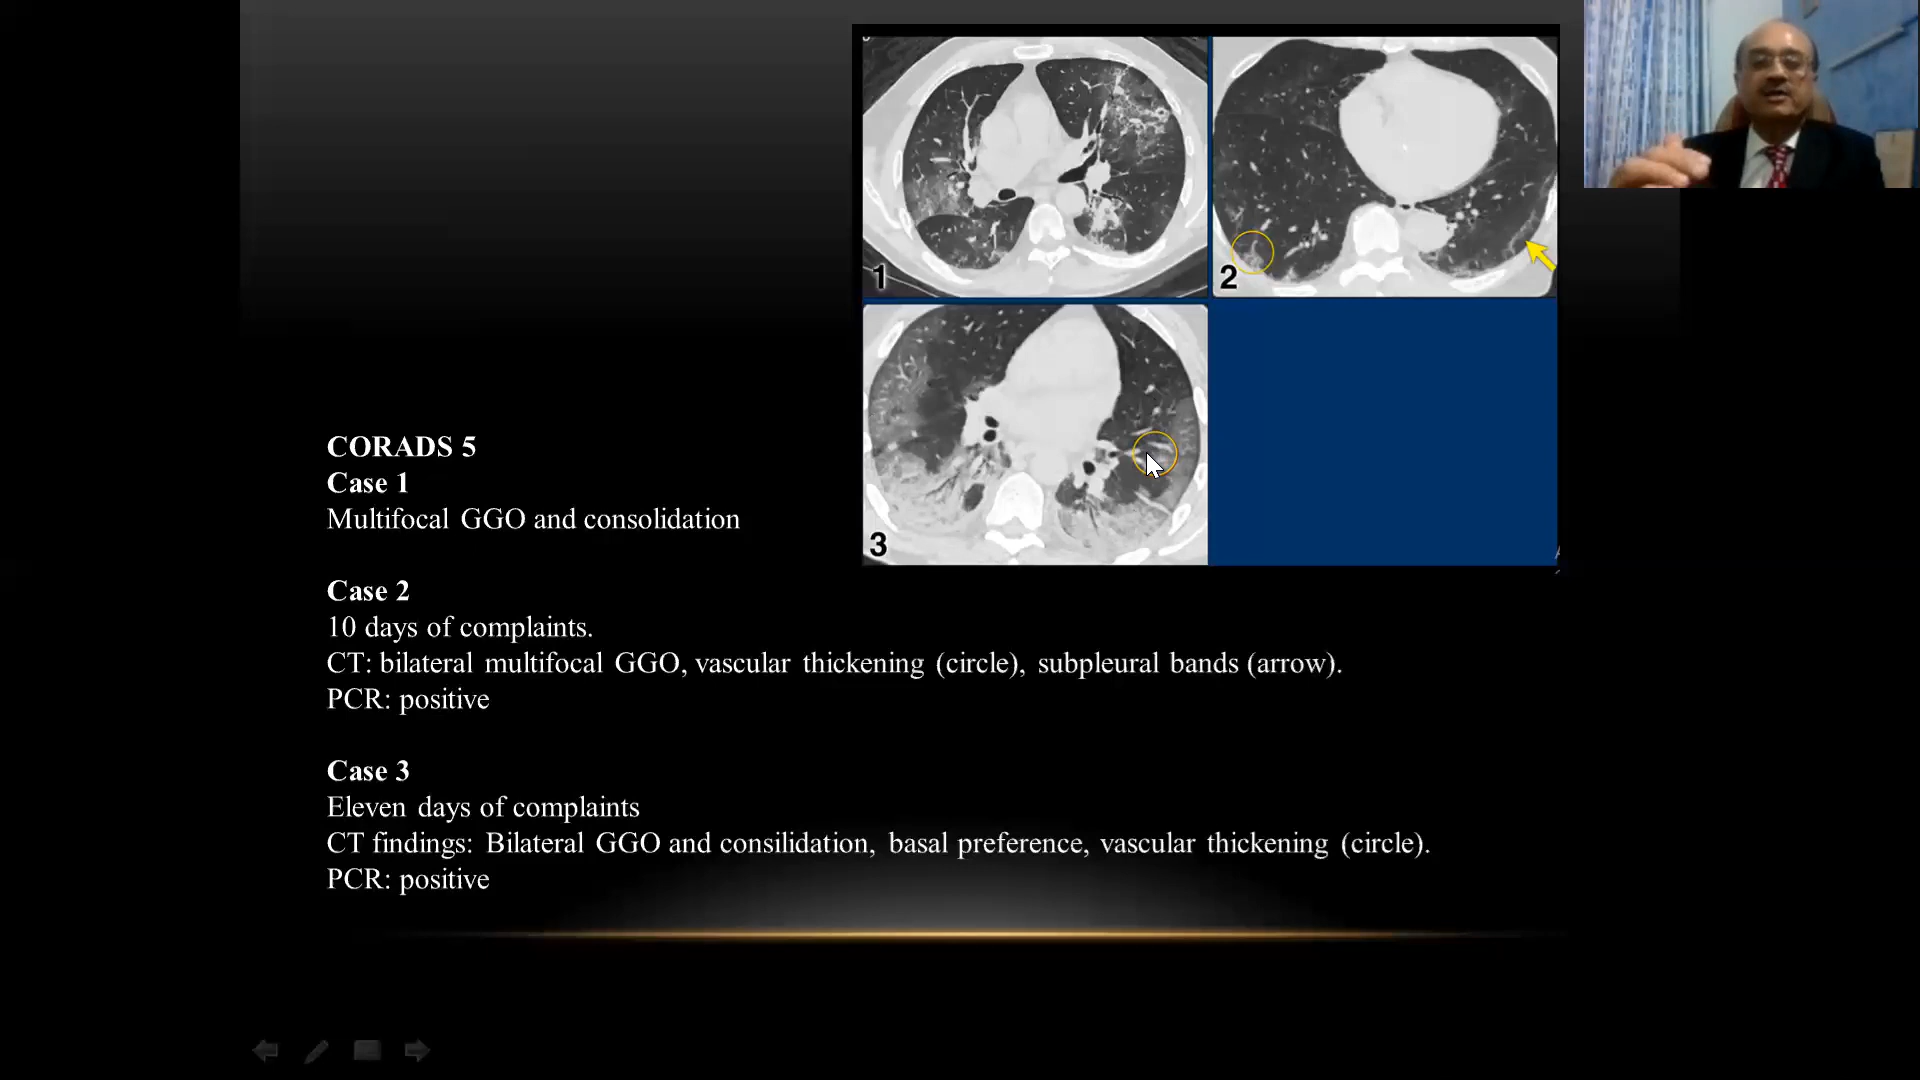 1
2
3
CORADS 5
Case 1
Multifocal GGO and consolidation
Case 2
10 days of complaints.
CT: bilateral multifocal GGO, vascular thickening (circle), subpleural bands (arrow).
PCR: positive
Case 3
Eleven days of complaints
CT findings: Bilateral GGO and consilidation, basal preference, vascular thickening (circle).
PCR: positive